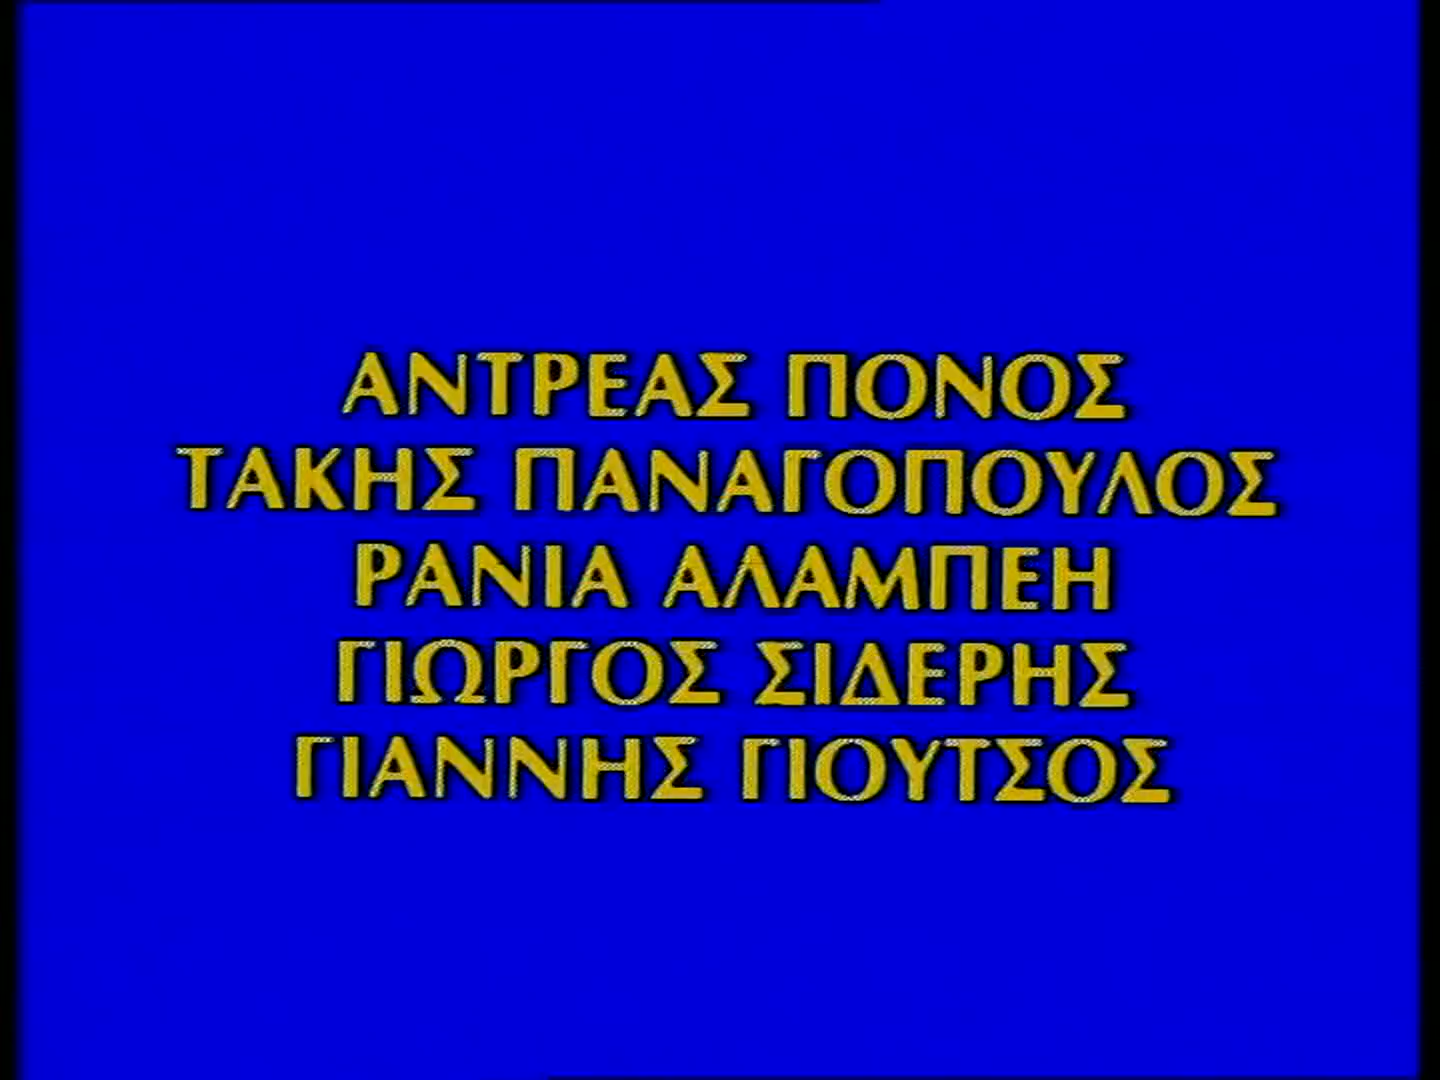 ΑΝΤΡΕΑΣ ΠΟΝΟΣ
ΤΑΚΗΣ ΠΑΝΑΓΟΠΟΥΛΟΣ
ΡΑΝΙΑ ΑΛΑΜΠΕΗ
ΓΙΩΡΓΟΣ ΣΙΔΕΡΗΣ
ΓΙΑΝΝΗΣ ΓΙΟΥΤΣΟΣ